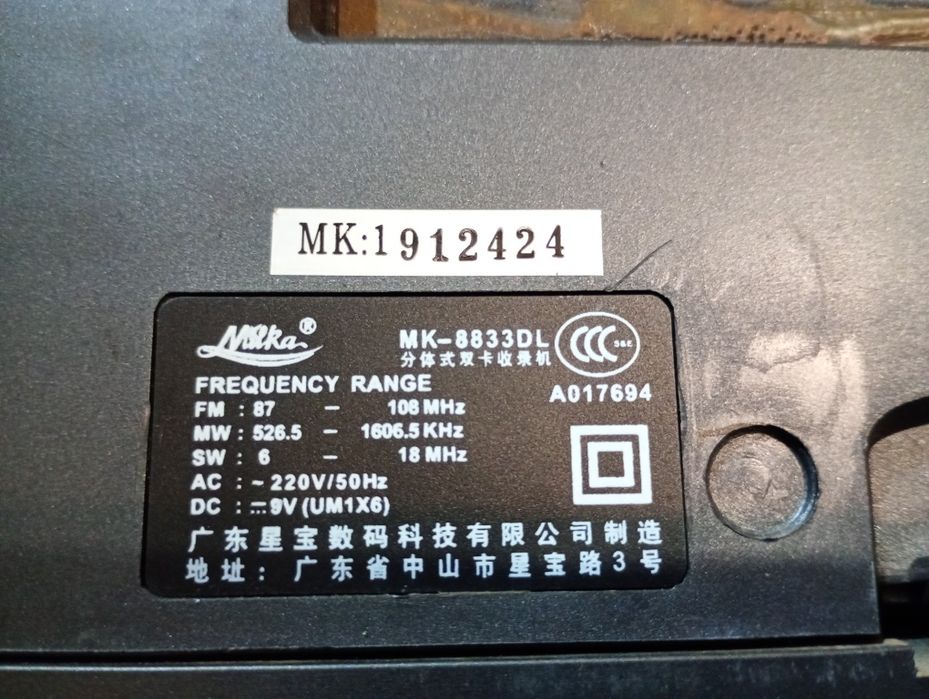 MK:1912424
Mika ®
MK-8833DL
分体式双卡收录机
CCC S&E
A017694
FREQUENCY RANGE
FM : 87 – 108 MHz
MW : 526.5 – 1606.5 KHz
SW : 6 – 18 MHz
AC : ~ 220V/50Hz
DC : ⎓ 9V (UM1X6)
广东星宝数码科技有限公司制造
地址： 广东省中山市星宝路3号